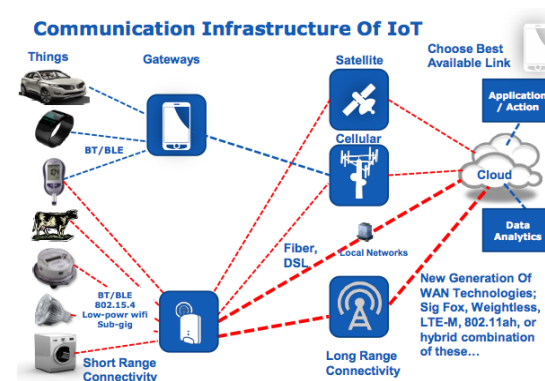 Communication Infrastructure Of IoT
Things
Gateways
Satellite
Choose Best
Available Link
Application
/ Action
BT/BLE
Cellular
Cloud
Fiber,
DSL
Local Networks
Data
Analytics
BT/BLE
802.15.4
Low-powr wifi
Sub-gig
New Generation Of
WAN Technologies;
Sig Fox, Weightless,
LTE-M, 802.11ah, or
hybrid combination
of these...
Short Range
Connectivity
Long Range
Connectivity